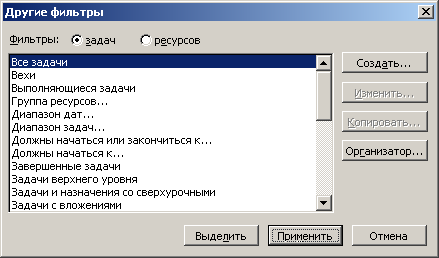 Другие фильтры
Фильтры: задач ресурсов
Все задачи
Вехи
Выполняющиеся задачи
Группа ресурсов...
Диапазон дат...
Диапазон задач...
Должны начаться или закончиться к...
Должны начаться к...
Завершенные задачи
Задачи верхнего уровня
Задачи и назначения со сверхурочными
Задачи с вложениями
Создать...
Изменить...
Копировать...
Организатор...
Выделить Применить Отмена